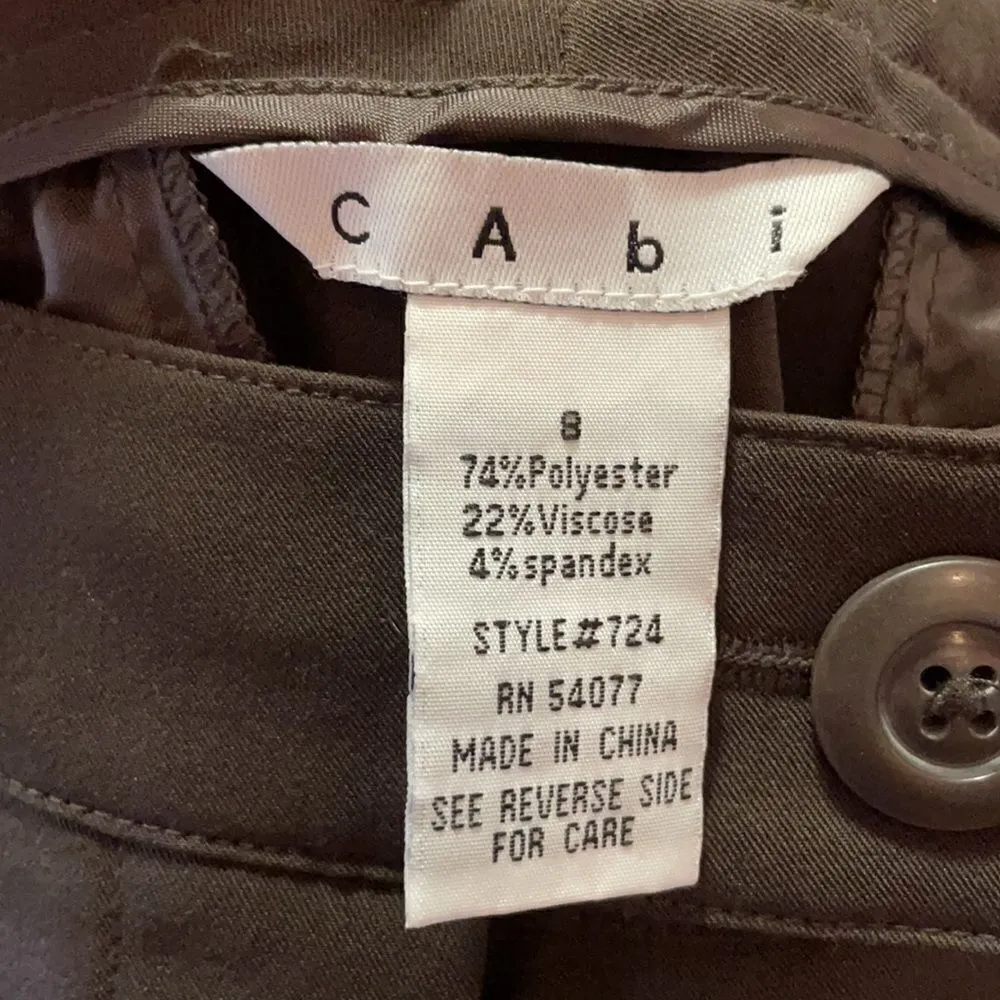 C A b i
8
74%Polyester
22%Viscose
4%spandex
STYLE#724
RN 54077
MADE IN CHINA
SEE REVERSE SIDE
FOR CARE